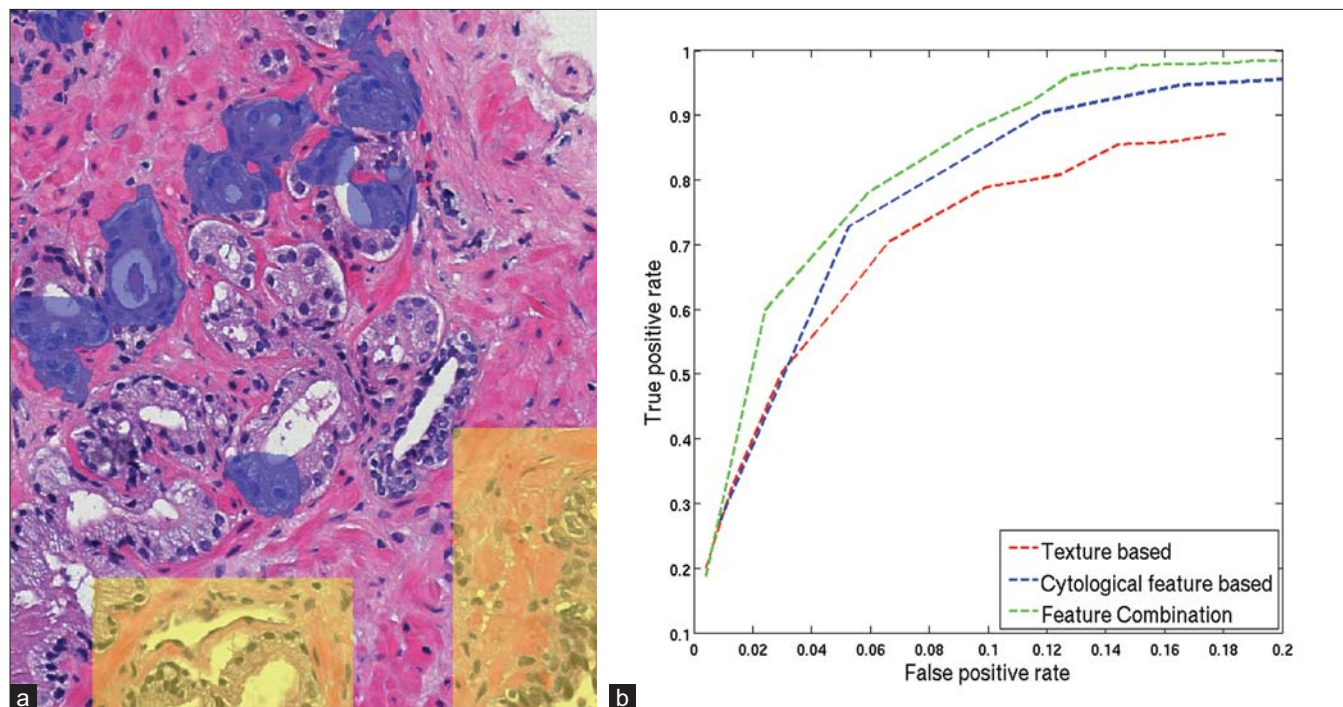 a
True positive rate
1
0.9
0.8
0.7
0.6
0.5
0.4
0.3
0.2
0.1
0 0.02 0.04 0.06 0.08 0.1 0.12 0.14 0.16 0.18 0.2
False positive rate
Texture based
Cytological feature based
Feature Combination
b